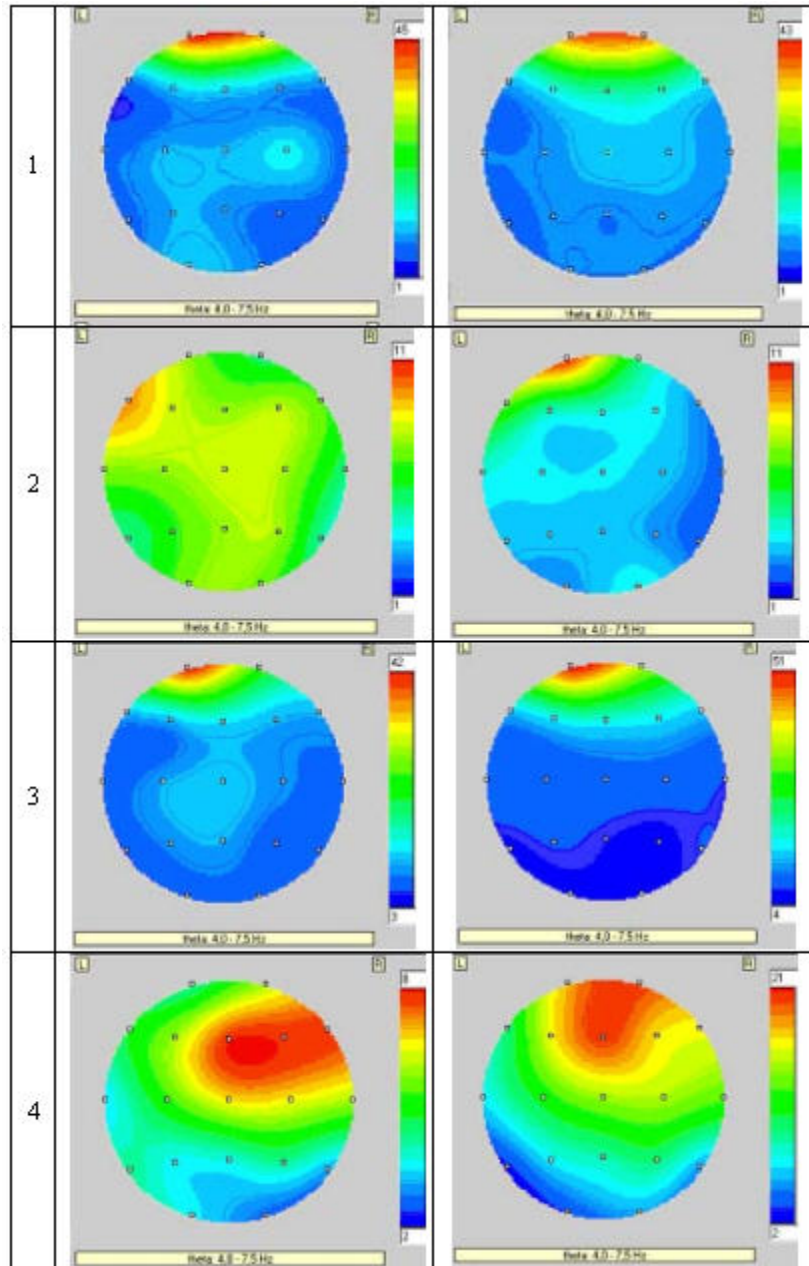 L R 45
L R 43
1
1 1
theta: 4,0 - 7,5 Hz theta: 4,0 - 7,5 Hz
R 11
L R 11
2
1 1
theta: 4,0 - 7,5 Hz theta: 4,0 - 7,5 Hz
L R 42
L R 51
3
3 4
theta: 4,0 - 7,5 Hz theta: 4,0 - 7,5 Hz
L R 8
L R 21
4
2 2
theta: 4,0 - 7,5 Hz theta: 4,0 - 7,5 Hz